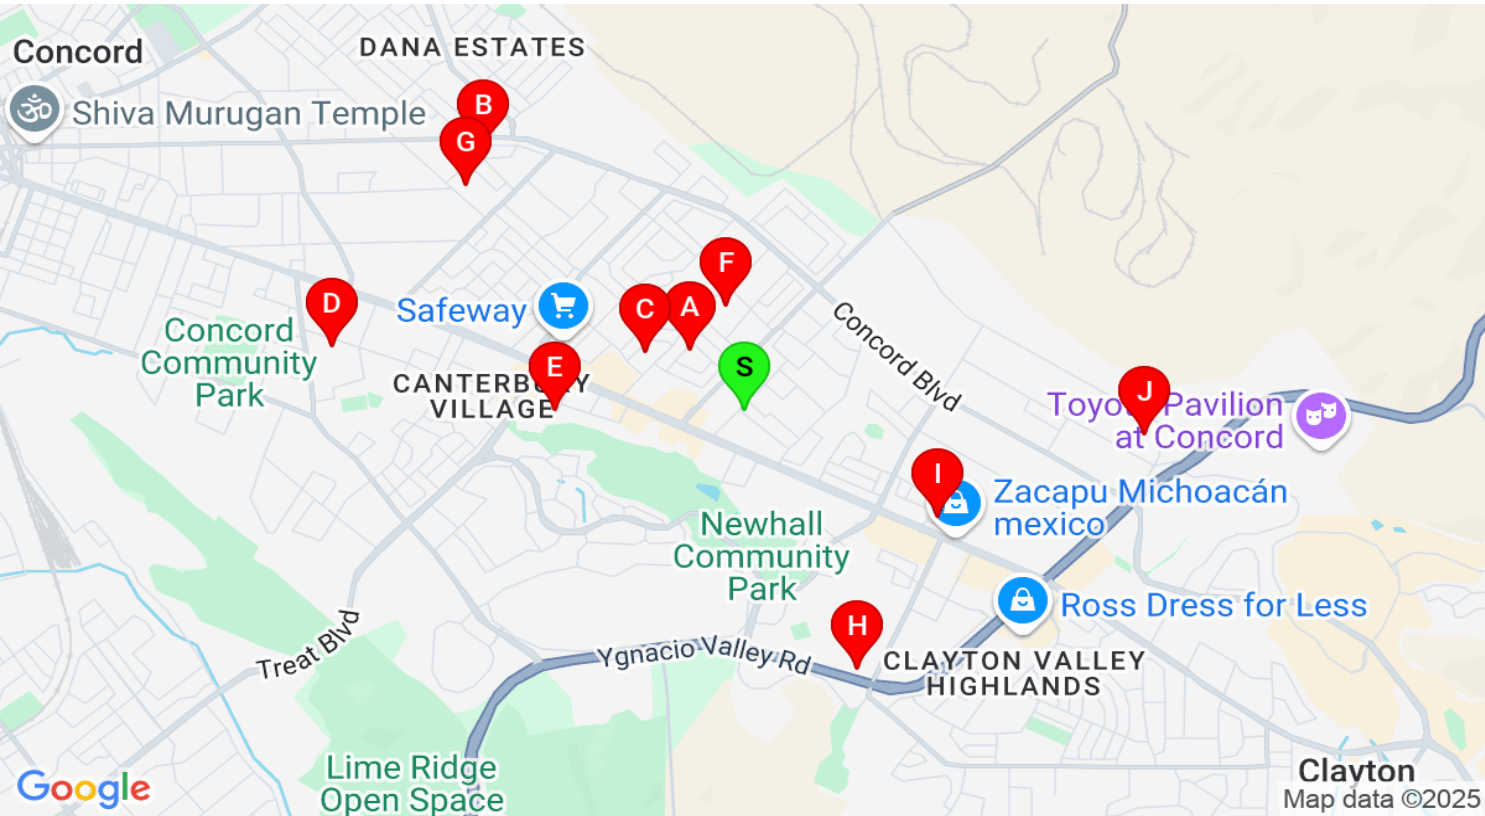 Concord
DANA ESTATES
Shiva Murugan Temple
B
G
F
D
C
A
Safeway
Concord
Community
Park
Concord Blvd
S
E
CANTERBURY
VILLAGE
J
Toyota Pavilion
at Concord
I
Zacapu Michoacán
mexico
Newhall
Community
Park
Ross Dress for Less
H
Treat Blvd
Ygnacio Valley Rd
CLAYTON VALLEY
HIGHLANDS
Lime Ridge
Open Space
Clayton
Google
Map data ©2025